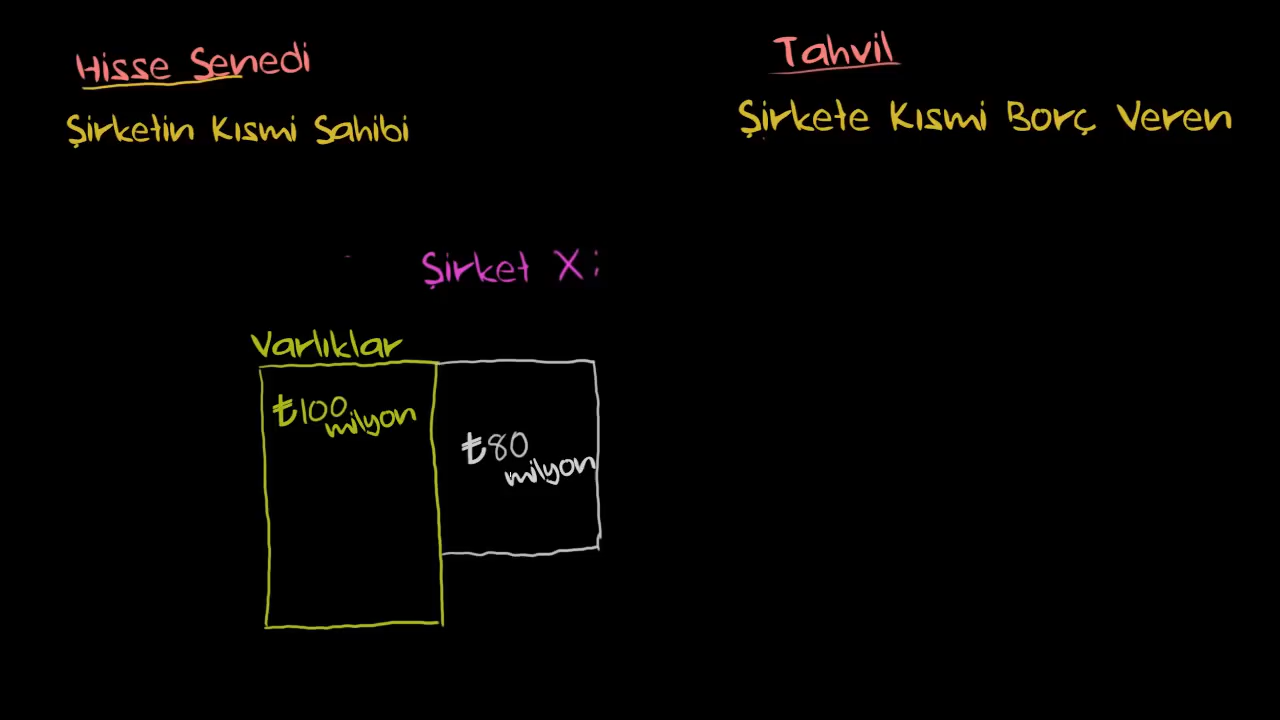 Hisse Senedi
Şirketin Kısmi Sahibi
Tahvil
Şirkete Kısmi Borç Veren
Şirket X:
Varlıklar
₺100
milyon
₺80
milyon